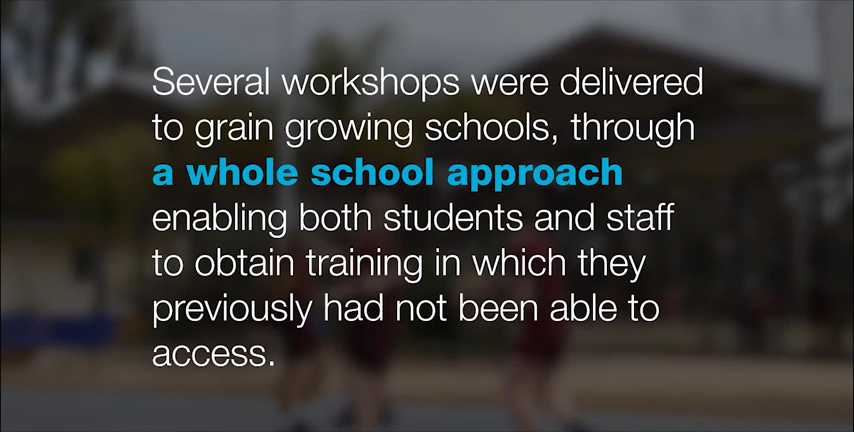 Several workshops were delivered
to grain growing schools, through
a whole school approach
enabling both students and staff
to obtain training in which they
previously had not been able to
access.